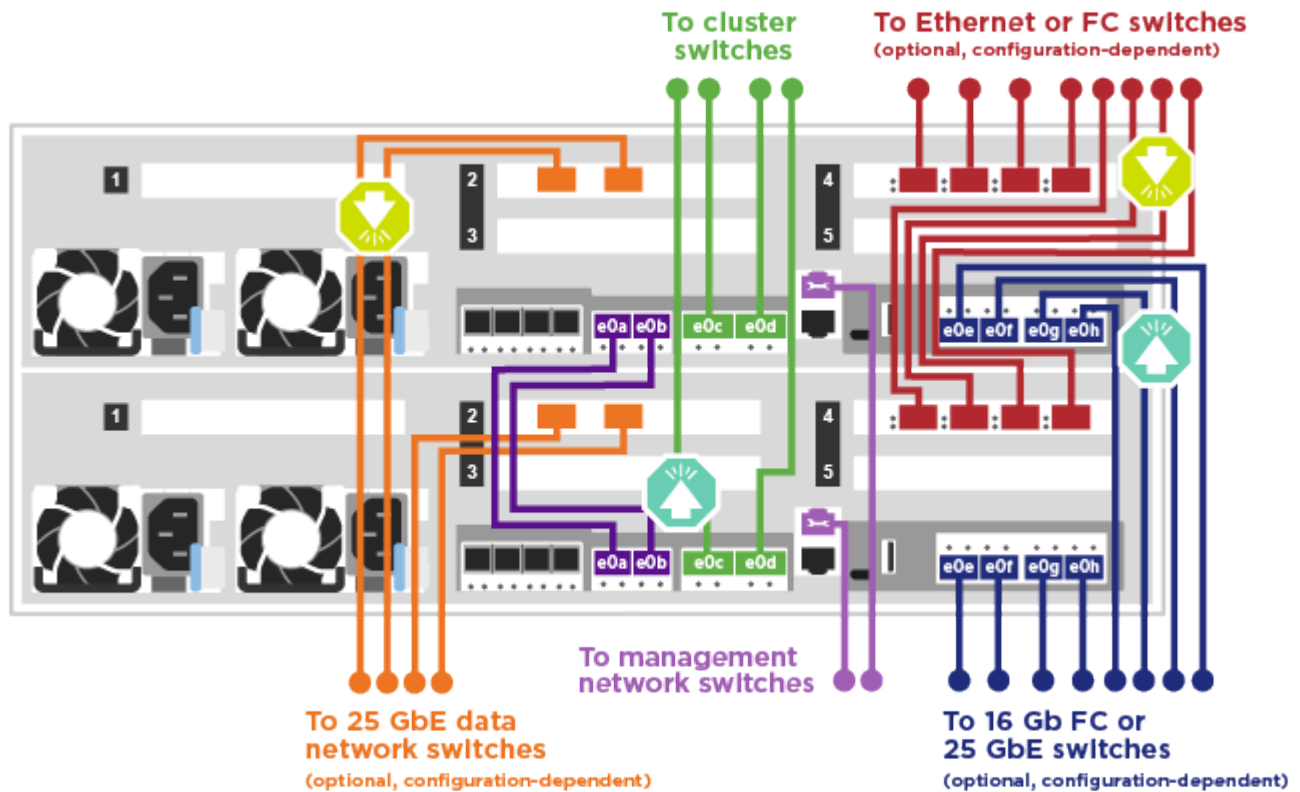 To cluster
switches
To Ethernet or FC switches
(optional, configuration-dependent)
1
2
3
4
5
e0a e0b e0c e0d
e0e e0f e0g e0h
1
2
3
4
5
e0a e0b e0c e0d
e0e e0f e0g e0h
To management
network switches
To 25 GbE data
network switches
(optional, configuration-dependent)
To 16 Gb FC or
25 GbE switches
(optional, configuration-dependent)